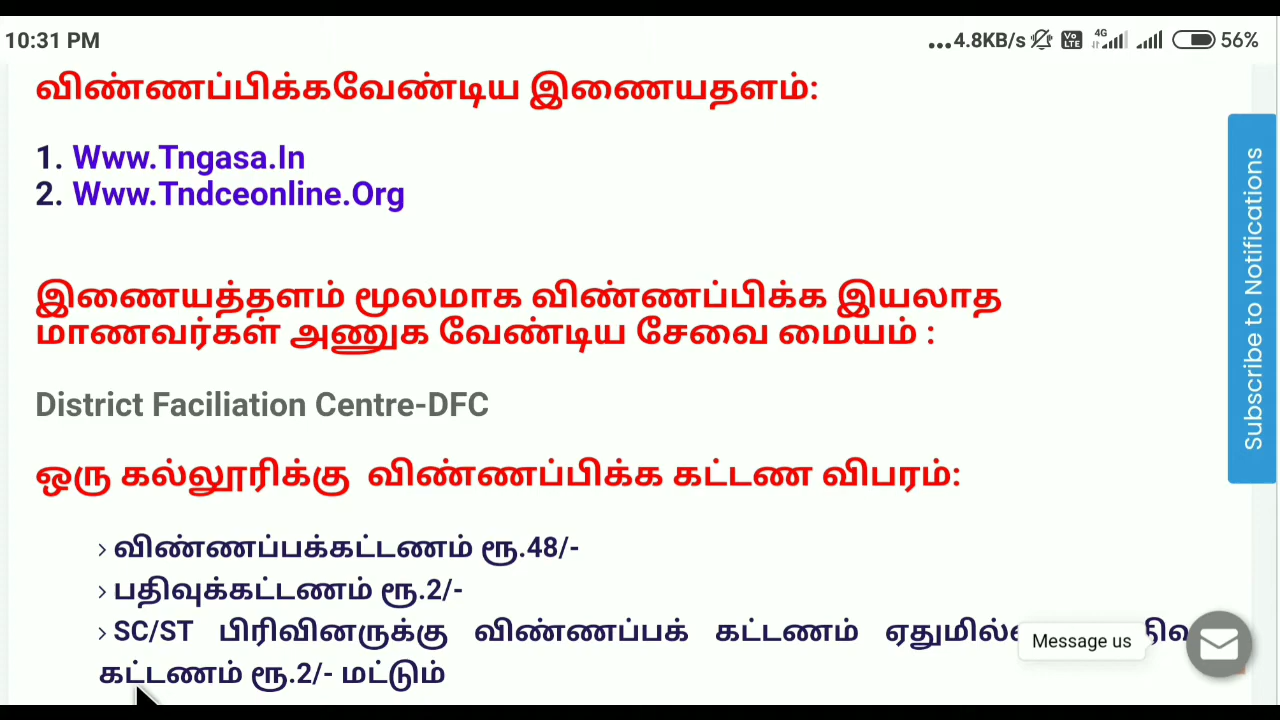 10:31 PM
...4.8KB/s Vo LTE 4G 56%
விண்ணப்பிக்கவேண்டிய இணையதளம்:
1. Www.Tngasa.In
2. Www.Tndceonline.Org
இணையத்தளம் மூலமாக விண்ணப்பிக்க இயலாத
மாணவர்கள் அணுக வேண்டிய சேவை மையம் :
District Faciliation Centre-DFC
ஒரு கல்லூரிக்கு விண்ணப்பிக்க கட்டண விபரம்:
› விண்ணப்பக்கட்டணம் ரூ.48/-
› பதிவுக்கட்டணம் ரூ.2/-
› SC/ST பிரிவினருக்கு விண்ணப்பக் கட்டணம்
கட்டணம் ரூ.2/- மட்டும்
Subscribe to Notifications
Message us